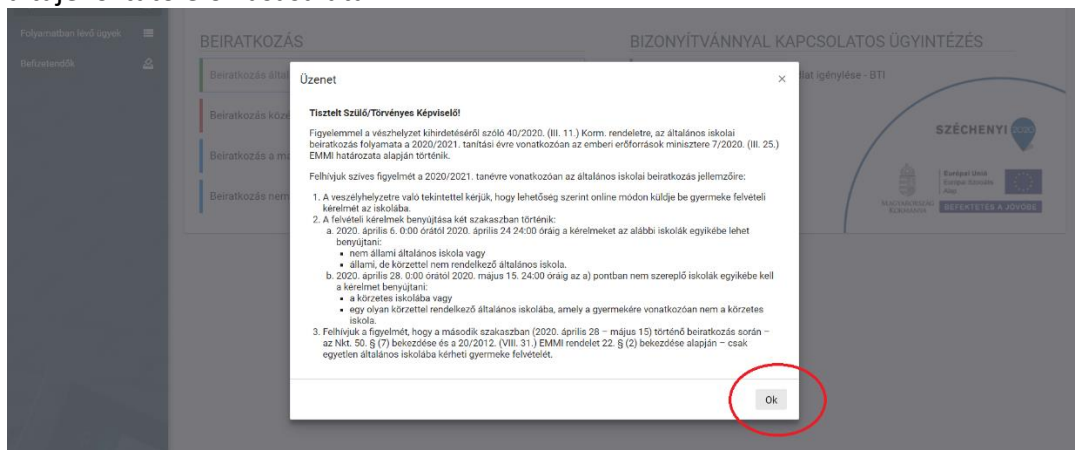 Folyamatban lévő ügyek
Befizetendők
BEIRATKOZÁS
BIZONYÍTVÁNNYAL KAPCSOLATOS ÜGYINTÉZÉS
Beiratkozás által
lat igénylése - BTI
Beiratkozás közé
Beiratkozás a ma
Beiratkozás nem
Üzenet
×
Tisztelt Szülő/Törvényes Képviselő!
Figyelemmel a vészhelyzet kihirdetéséről szóló 40/2020. (III. 11.) Korm. rendeletre, az általános iskolai
beiratkozás folyamata a 2020/2021. tanítási évre vonatkozóan az emberi erőforrások minisztere 7/2020. (III. 25.)
EMMI határozata alapján történik.
Felhívjuk szíves figyelmét a 2020/2021. tanévre vonatkozóan az általános iskolai beiratkozás jellemzőire:
1. A veszélyhelyzetre való tekintettel kérjük, hogy lehetőség szerint online módon küldje be gyermeke felvételi
kérelmét az iskolába.
2. A felvételi kérelmek benyújtása két szakaszban történik:
a. 2020. április 6. 0:00 órától 2020. április 24 24:00 óráig a kérelmeket az alábbi iskolák egyikébe lehet
benyújtani:
▪ nem állami általános iskola vagy
▪ állami, de körzettel nem rendelkező általános iskola.
b. 2020. április 28. 0:00 órától 2020. május 15. 24:00 óráig az a) pontban nem szereplő iskolák egyikébe kell
a kérelmet benyújtani:
▪ a körzetes iskolába vagy
▪ egy olyan körzettel rendelkező általános iskolába, amely a gyermekére vonatkozóan nem a körzetes
iskola.
3. Felhívjuk a figyelmét, hogy a második szakaszban (2020. április 28 – május 15) történő beiratkozás során –
az Nkt. 50. § (7) bekezdése és a 20/2012. (VIII. 31.) EMMI rendelet 22. § (2) bekezdése alapján – csak
egyetlen általános iskolába kérheti gyermeke felvételét.
Ok
SZÉCHENYI 2020
Európai Unió
Európai Szociális
Alap
MAGYARORSZÁG
KORMÁNYA
BEFEKTETÉS A JÖVŐBE